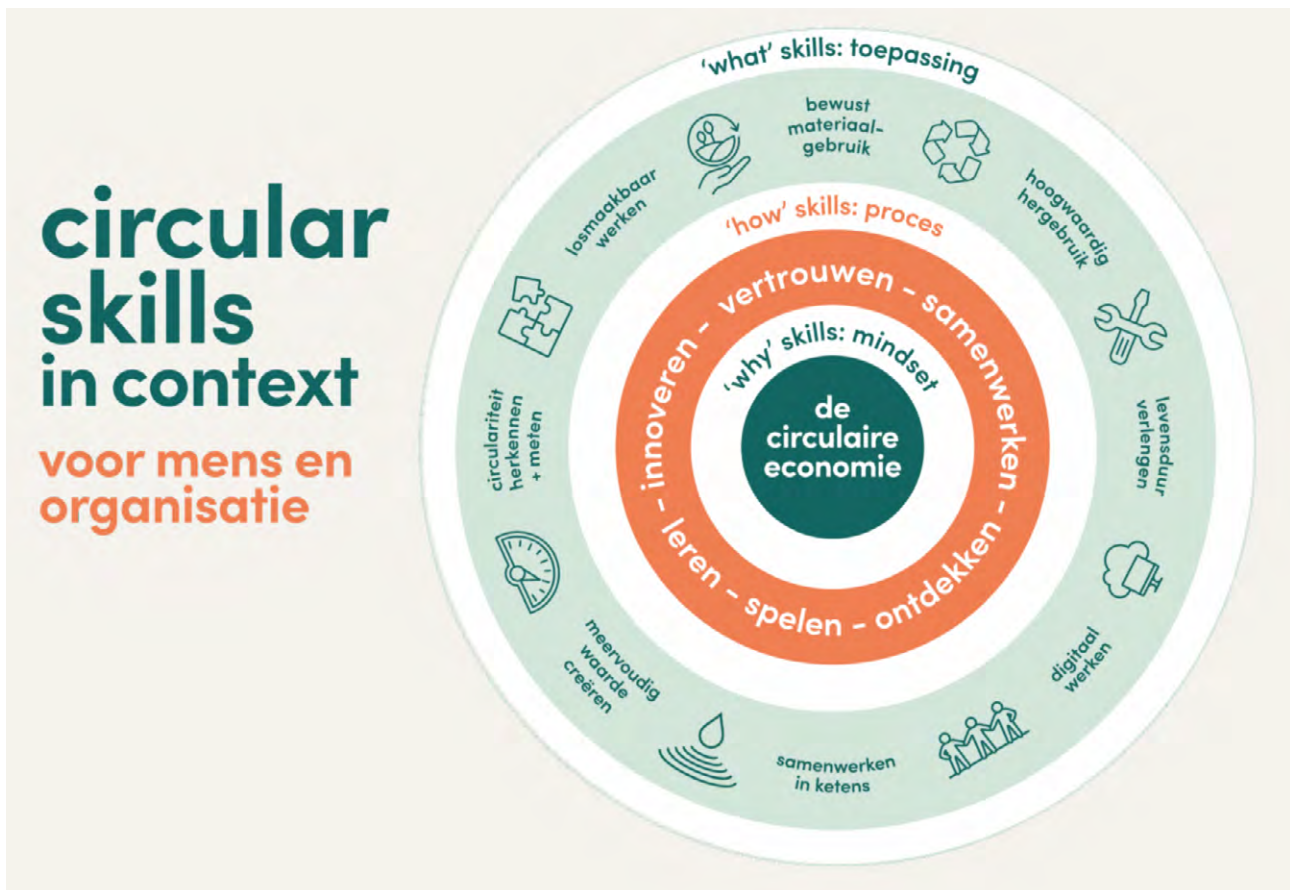 circular
skills
in context
voor mens en
organisatie
'what' skills: toepassing
bewust
materiaal-
gebruik
hoogwaardig
hergebruik
levensduur
verlengen
digitaal
werken
samenwerken
in ketens
meervoudig
waarde
creëren
circulariteit
herkennen
+ meten
losmaakbaar
werken
'how' skills: proces
innoveren - vertrouwen - samenwerken - ontdekken - spelen - leren -
'why' skills: mindset
de
circulaire
economie